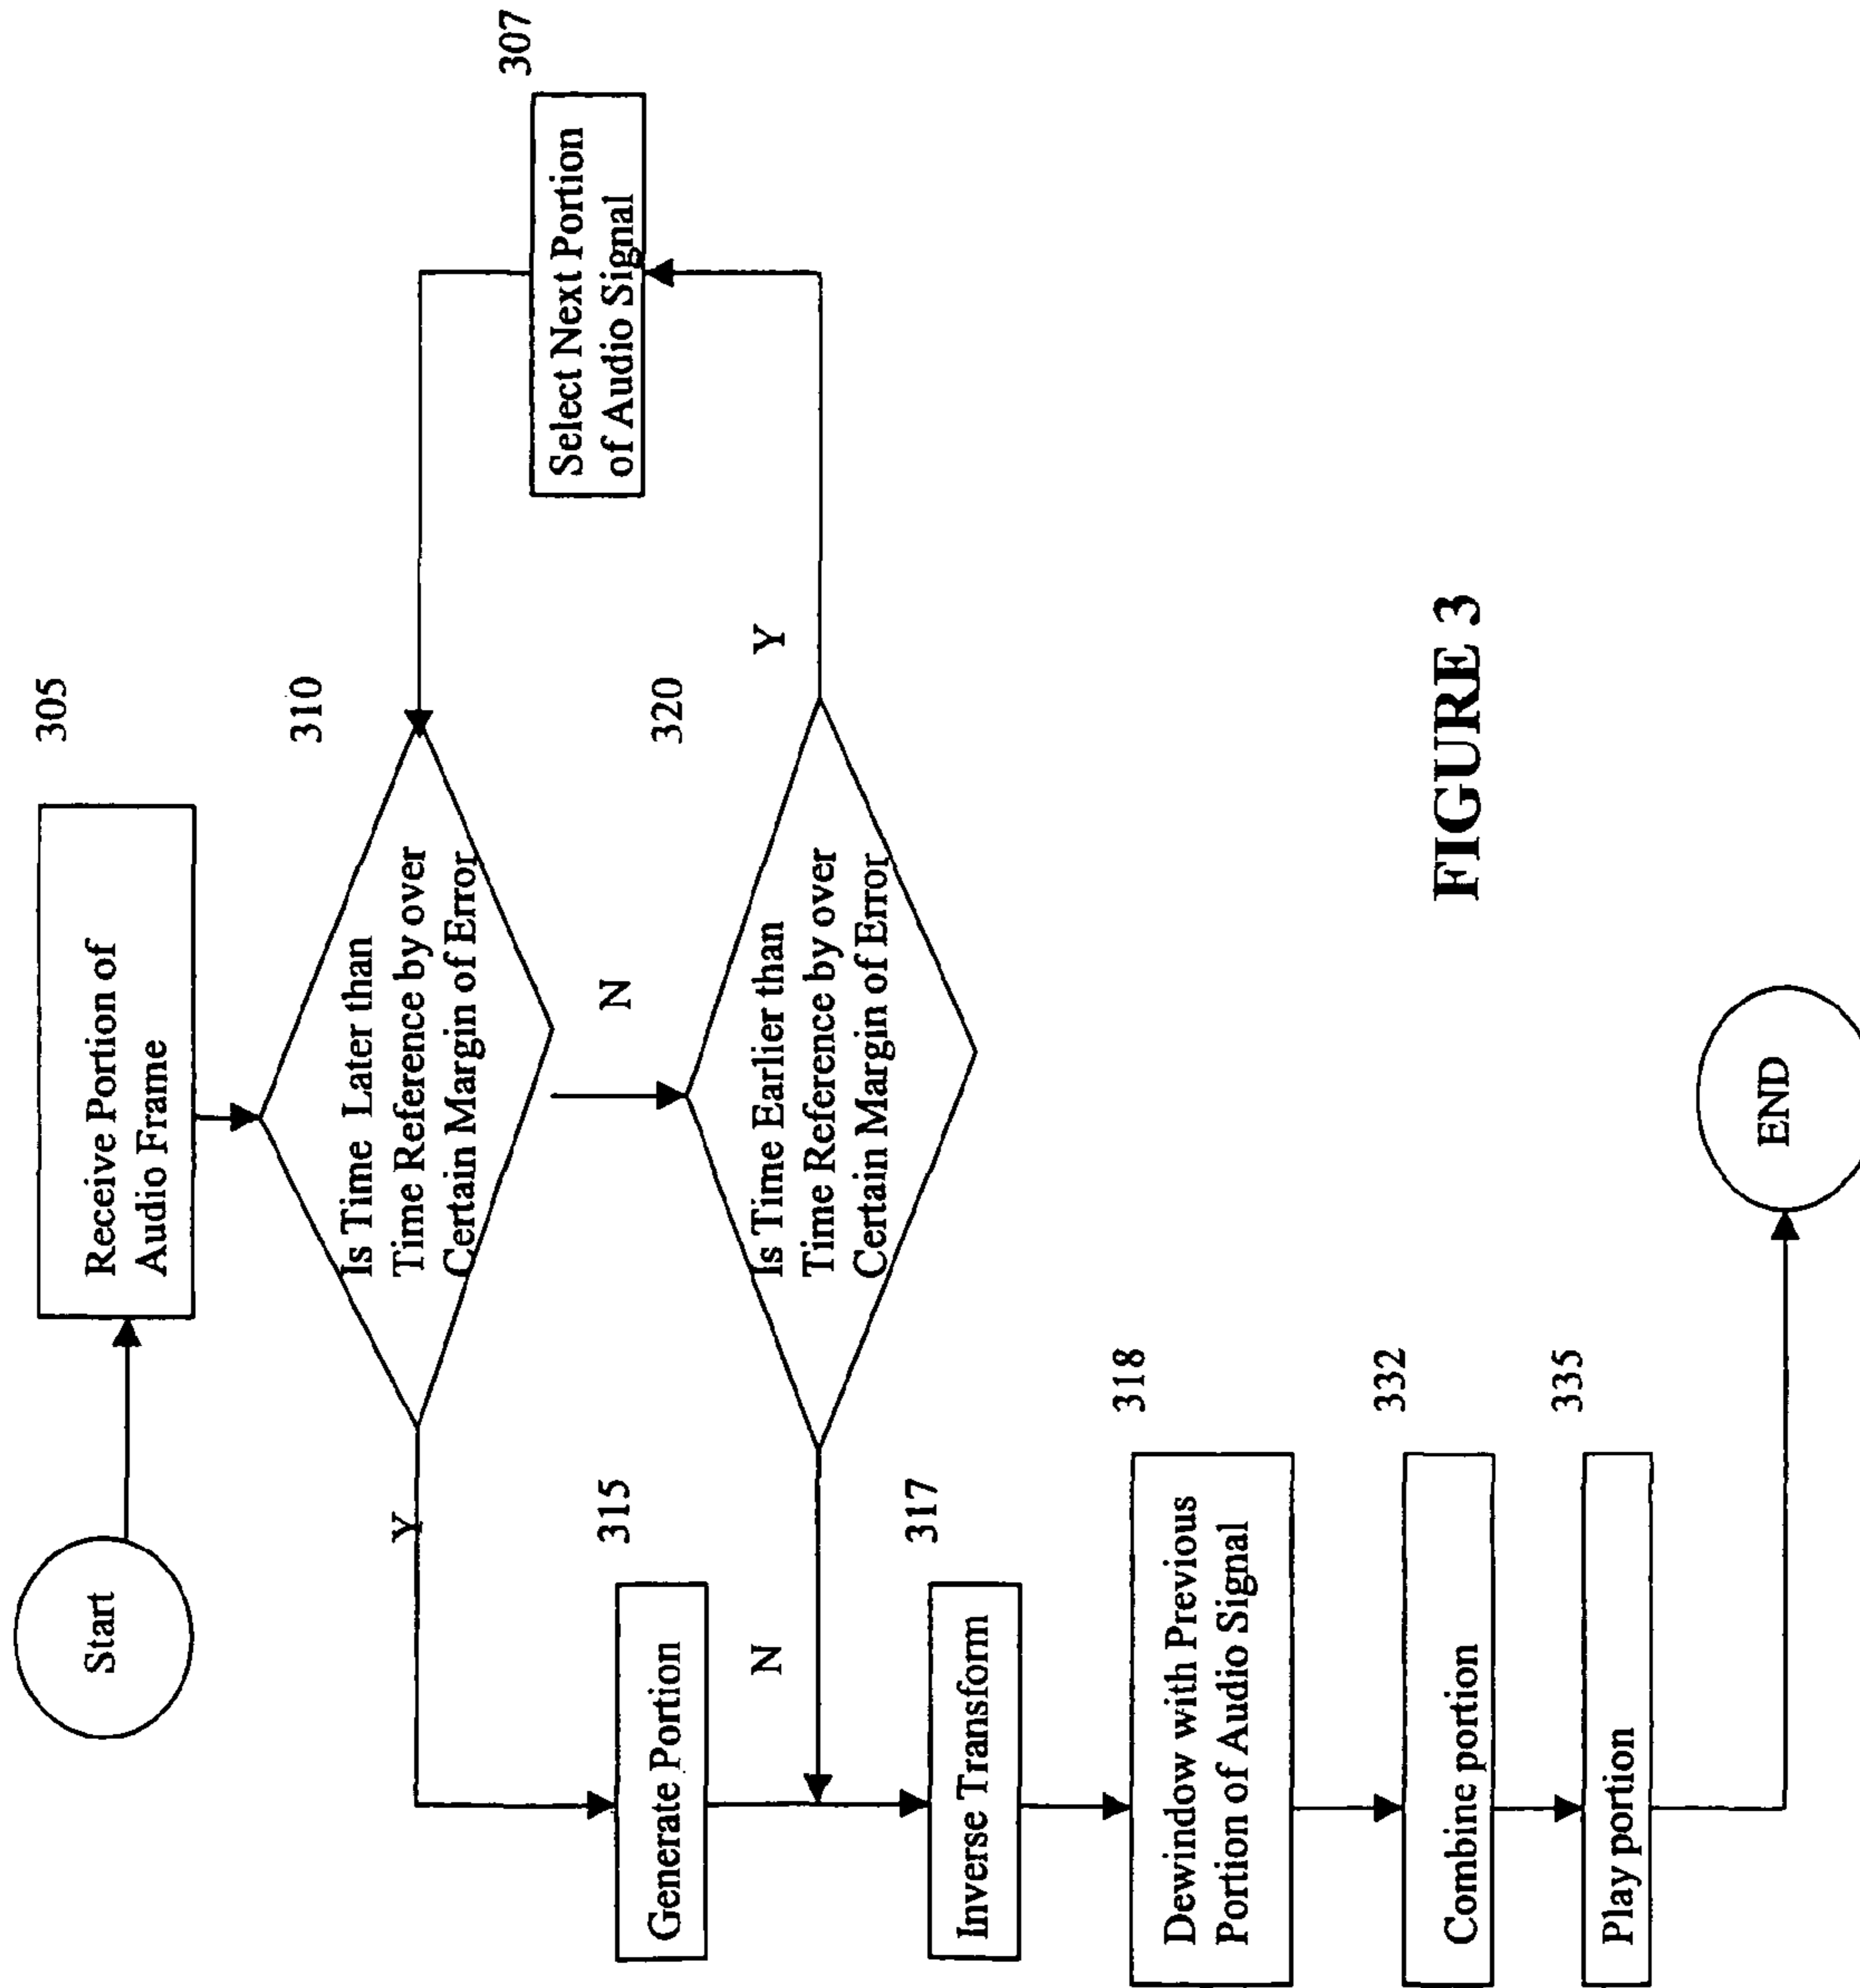 Start
305
Receive Portion of
Audio Frame
310
Is Time Later than
Time Reference by over
Certain Margin of Error
Y
N
307
Select Next Portion
of Audio Signal
320
Is Time Earlier than
Time Reference by over
Certain Margin of Error
Y
N
315
Generate Portion
317
Inverse Transform
318
Dewindow with Previous
Portion of Audio Signal
332
Combine portion
335
Play portion
END
FIGURE 3